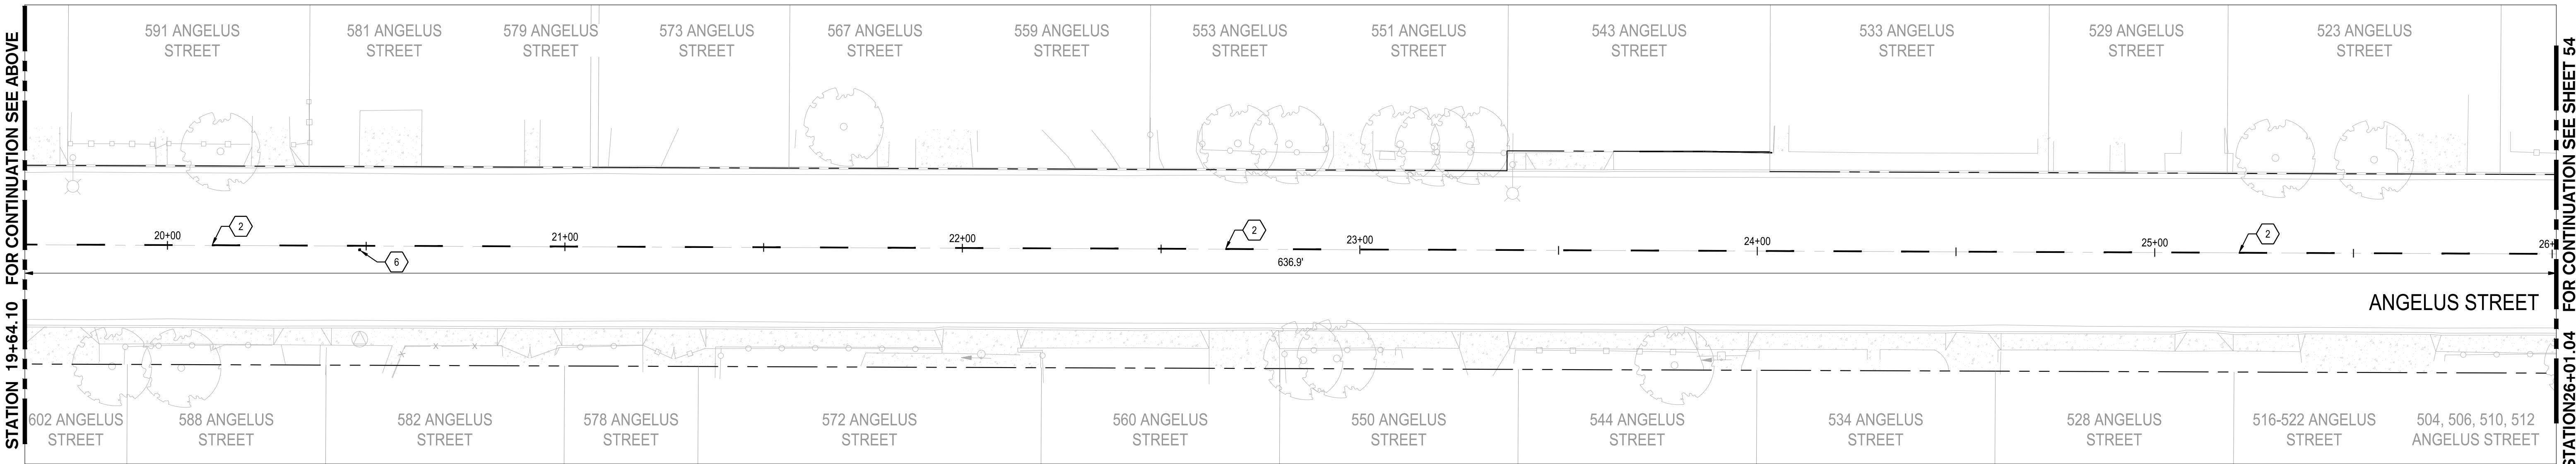 591 ANGELUS
STREET
581 ANGELUS
STREET
579 ANGELUS
STREET
573 ANGELUS
STREET
567 ANGELUS
STREET
559 ANGELUS
STREET
553 ANGELUS
STREET
551 ANGELUS
STREET
543 ANGELUS
STREET
533 ANGELUS
STREET
529 ANGELUS
STREET
523 ANGELUS
STREET
STATION 19+64.10 FOR CONTINUATION SEE ABOVE
20+00
2
6
21+00
22+00
2
23+00
24+00
25+00
2
26+
636.9'
ANGELUS STREET
STATION26+01.04 FOR CONTINUATION SEE SHEET 54
602 ANGELUS
STREET
588 ANGELUS
STREET
582 ANGELUS
STREET
578 ANGELUS
STREET
572 ANGELUS
STREET
560 ANGELUS
STREET
550 ANGELUS
STREET
544 ANGELUS
STREET
534 ANGELUS
STREET
528 ANGELUS
STREET
516-522 ANGELUS
STREET
504, 506, 510, 512
ANGELUS STREET